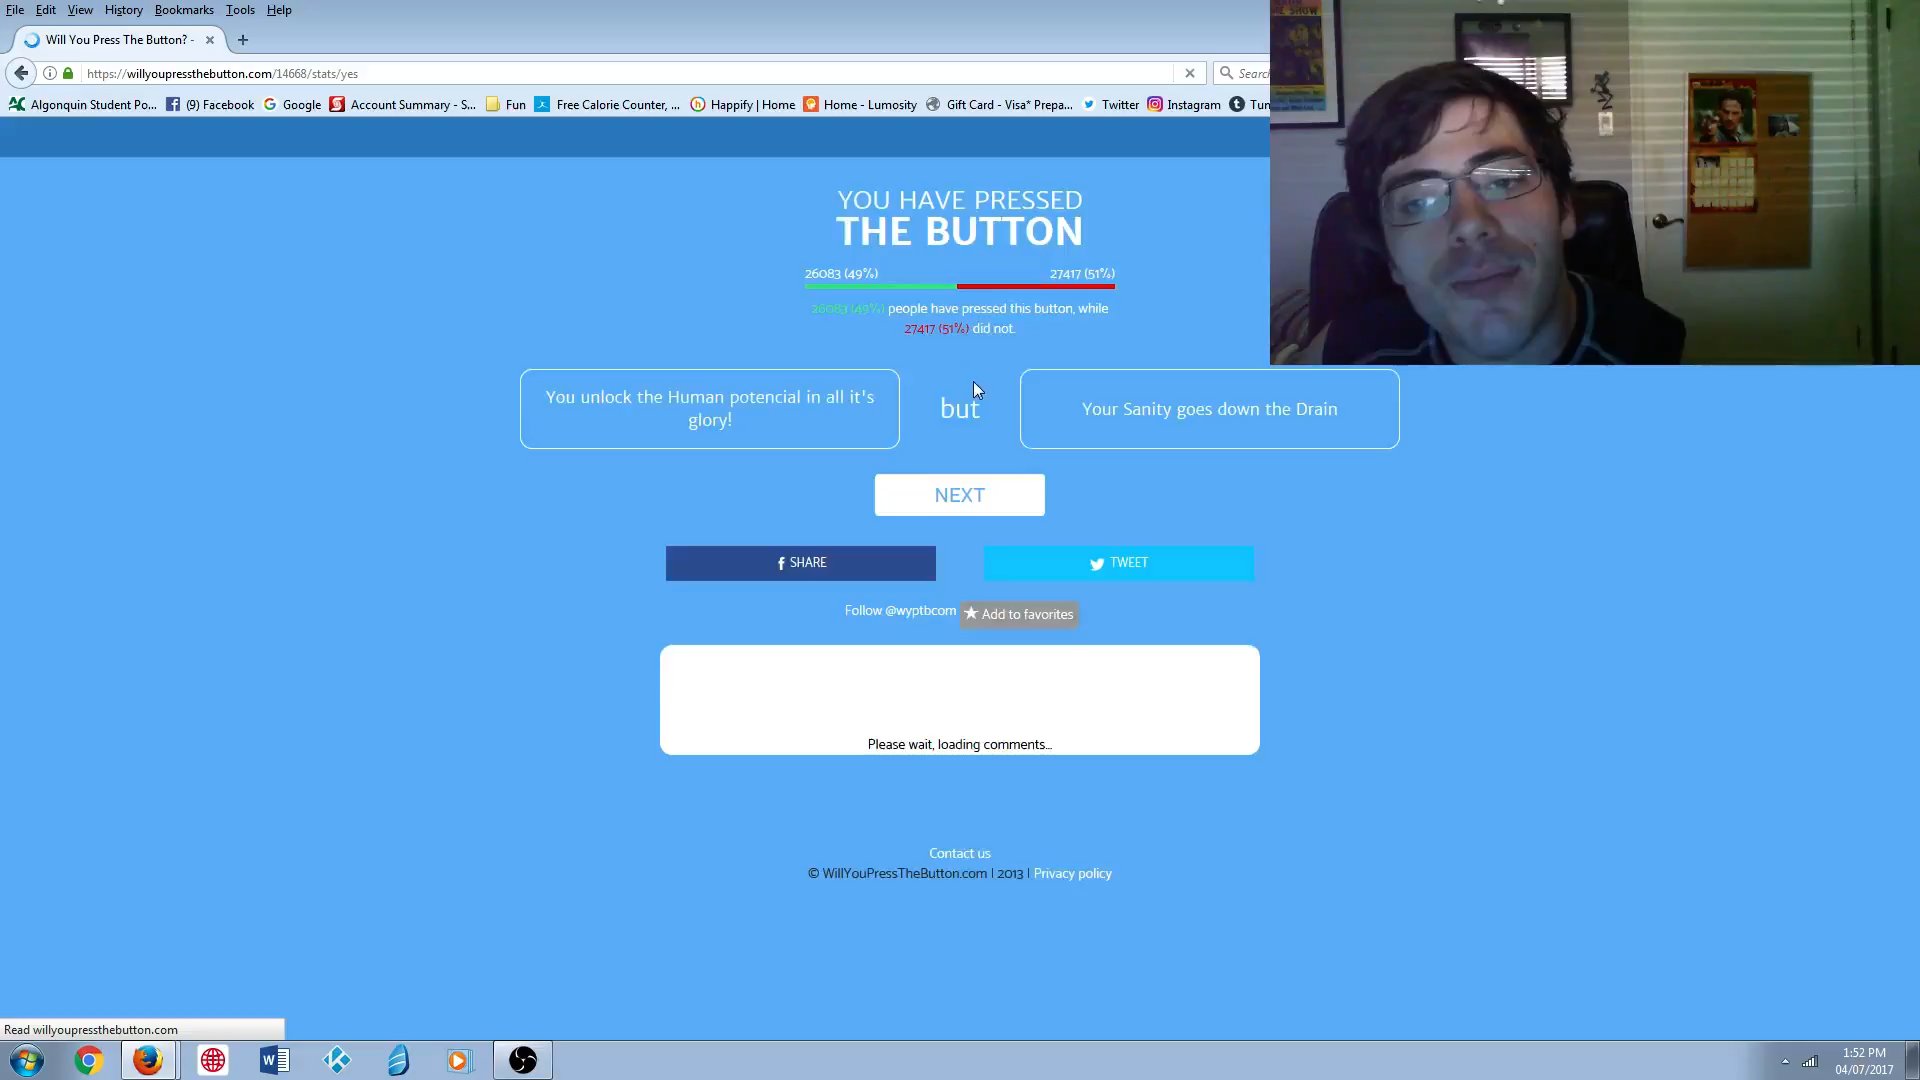 File Edit View History Bookmarks Tools Help
Will You Press The Button? -
https://willyoupressthebutton.com/14668/stats/yes
Search
Algonquin Student Po... (9) Facebook Google Account Summary - S... Fun Free Calorie Counter, ... Happify | Home Home - Lumosity Gift Card - Visa* Prepa... Twitter Instagram Tun
YOU HAVE PRESSED
THE BUTTON
26083 (49%) 27417 (51%)
26083 (49%) people have pressed this button, while
27417 (51%) did not.
You unlock the Human potencial in all it's
glory!
but
Your Sanity goes down the Drain
NEXT
SHARE
TWEET
Follow @wyptbcom
Add to favorites
Please wait, loading comments...
Contact us
© WillYouPressTheButton.com | 2013 | Privacy policy
Read willyoupressthebutton.com
1:52 PM
04/07/2017